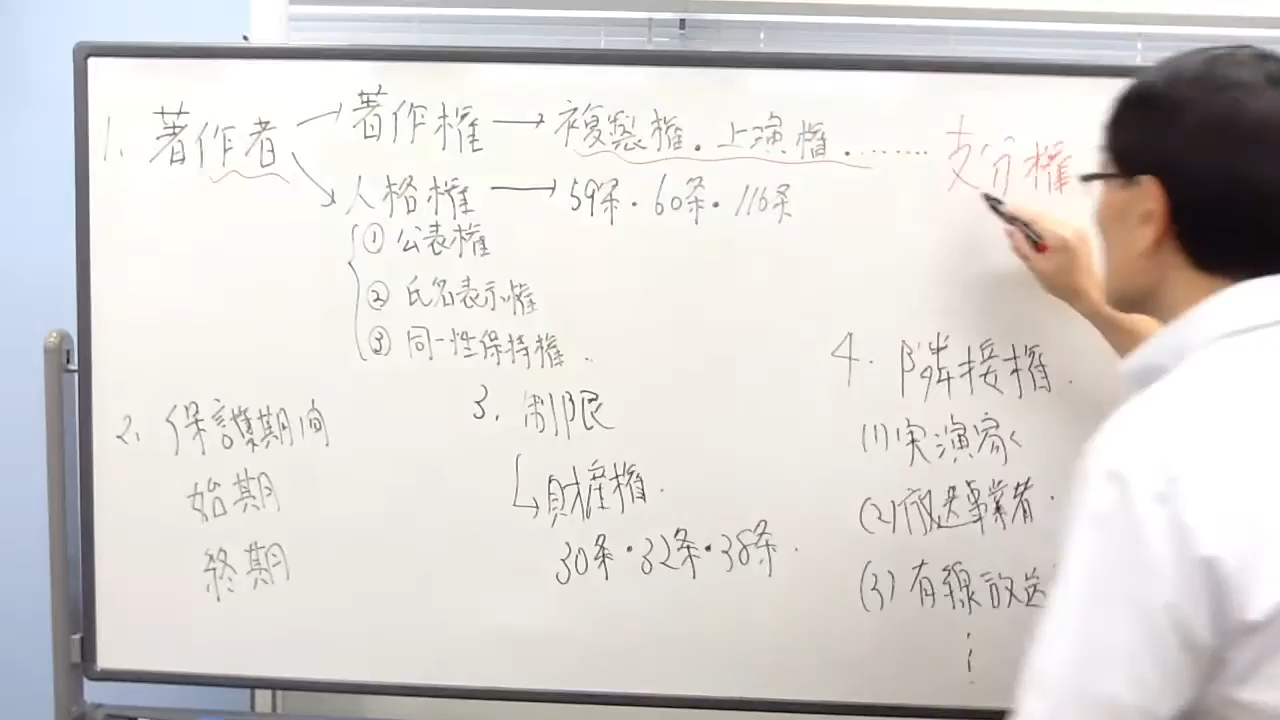 1. 著作者 → 著作権 → 複製権. 上演権. ........ 支分権
→ 人格権 → 59条・60条・116条
① 公表権
② 氏名表示権
③ 同一性保持権.
2. 保護期間
始期
終期
3. 制限
→ 財産権.
30条・32条・38条.
4. 隣接権.
(1) 実演家
(2) 放送事業者.
(3) 有線放送